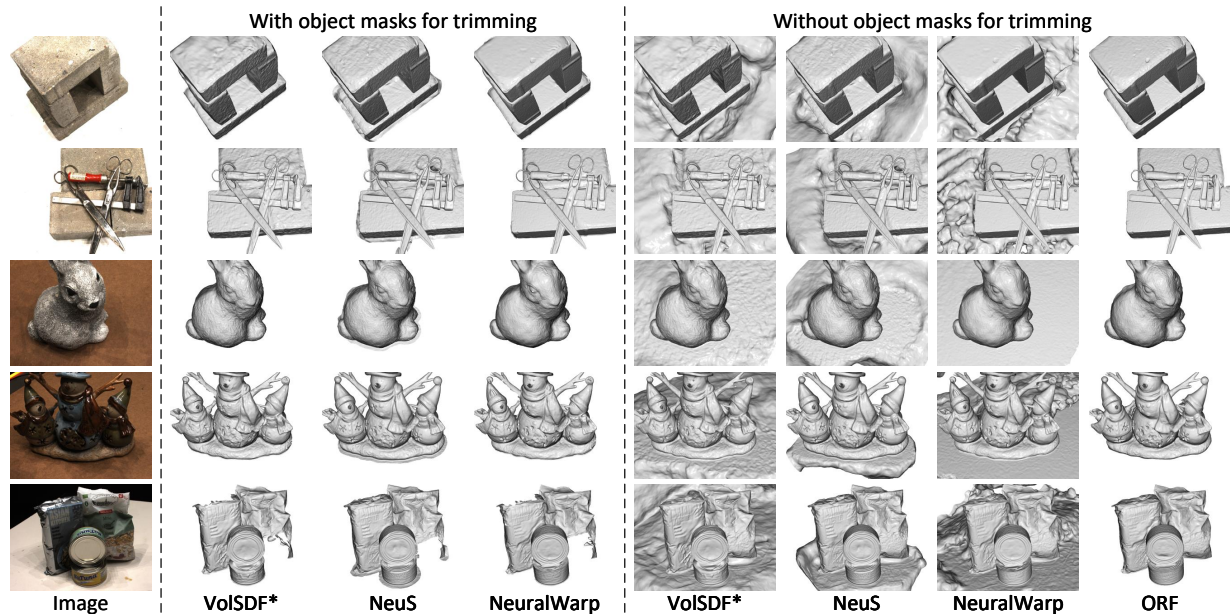 With object masks for trimming
Without object masks for trimming
Image
VolSDF*
NeuS
NeuralWarp
VolSDF*
NeuS
NeuralWarp
ORF